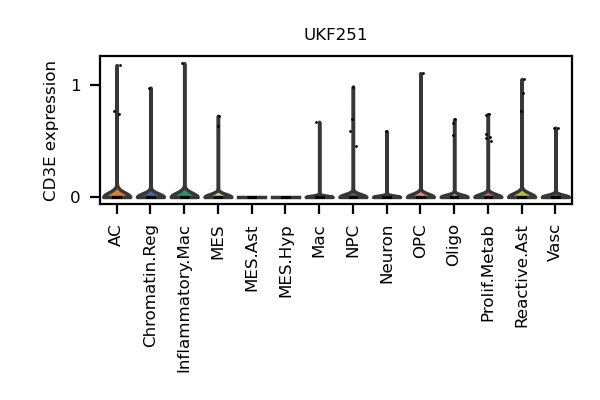 UKF251
CD3E expression
1
0
AC
Chromatin.Reg
Inflammatory.Mac
MES
MES.Ast
MES.Hyp
Mac
NPC
Neuron
OPC
Oligo
Prolif.Metab
Reactive.Ast
Vasc